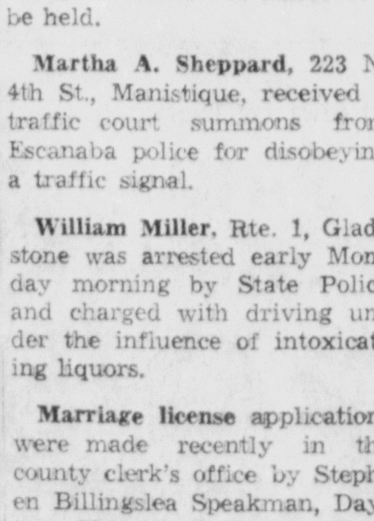 be held.
Martha A. Sheppard, 223 N
4th St., Manistique, received
traffic court summons from
Escanaba police for disobeyin
a traffic signal.
William Miller, Rte. 1, Glad
stone was arrested early Mon
day morning by State Polic
and charged with driving un
der the influence of intoxicat
ing liquors.
Marriage license application
were made recently in th
county clerk's office by Steph
en Billingslea Speakman, Day